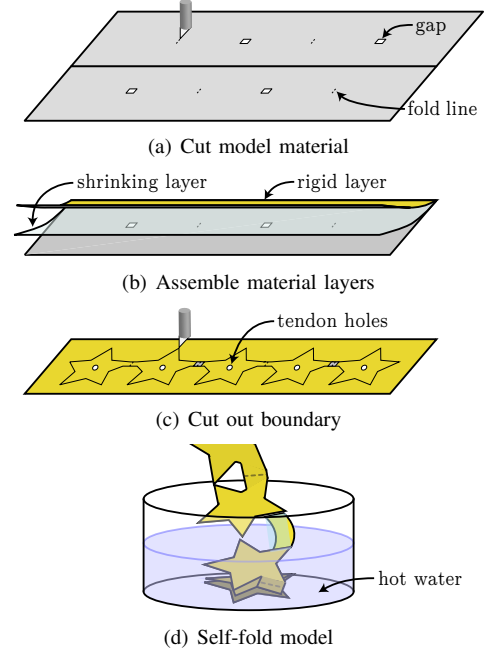 gap
fold line
(a) Cut model material
shrinking layer
rigid layer
(b) Assemble material layers
tendon holes
(c) Cut out boundary
hot water
(d) Self-fold model